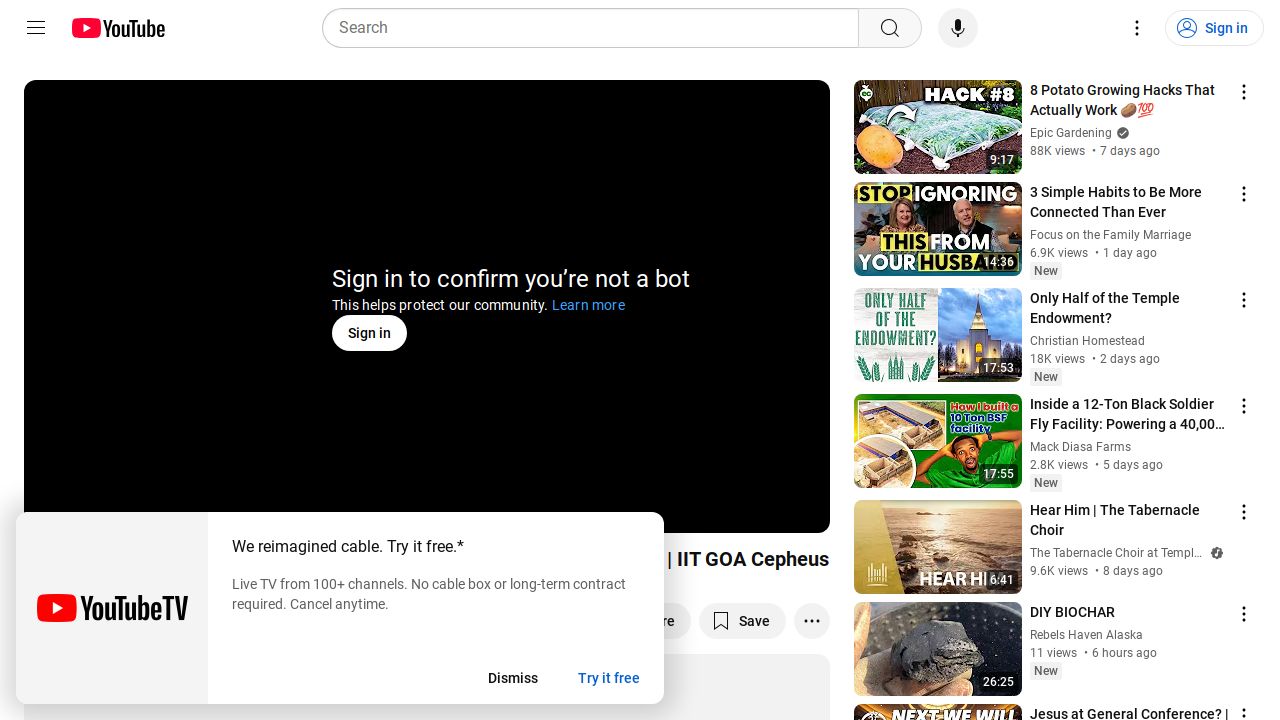 YouTube
Search
Sign in
Sign in to confirm you’re not a bot
This helps protect our community. Learn more
Sign in
| IIT GOA Cepheus
Save
We reimagined cable. Try it free.*
Live TV from 100+ channels. No cable box or long-term contract
required. Cancel anytime.
YouTubeTV
Dismiss
Try it free
HACK #8
9:17
8 Potato Growing Hacks That
Actually Work 🥔💯
Epic Gardening
88K views • 7 days ago
STOP IGNORING
THIS FROM
YOUR HUSBAND
14:36
3 Simple Habits to Be More
Connected Than Ever
Focus on the Family Marriage
6.9K views • 1 day ago
New
ONLY HALF
OF THE
ENDOWMENT?
17:53
Only Half of the Temple
Endowment?
Christian Homestead
18K views • 2 days ago
New
How I built a
10 Ton BSF
facility
17:55
Inside a 12-Ton Black Soldier
Fly Facility: Powering a 40,00...
Mack Diasa Farms
2.8K views • 5 days ago
New
HEAR HI
6:41
Hear Him | The Tabernacle
Choir
The Tabernacle Choir at Templ...
9.6K views • 8 days ago
26:25
DIY BIOCHAR
Rebels Haven Alaska
11 views • 6 hours ago
New
NEXT WE WILL
Jesus at General Conference? |